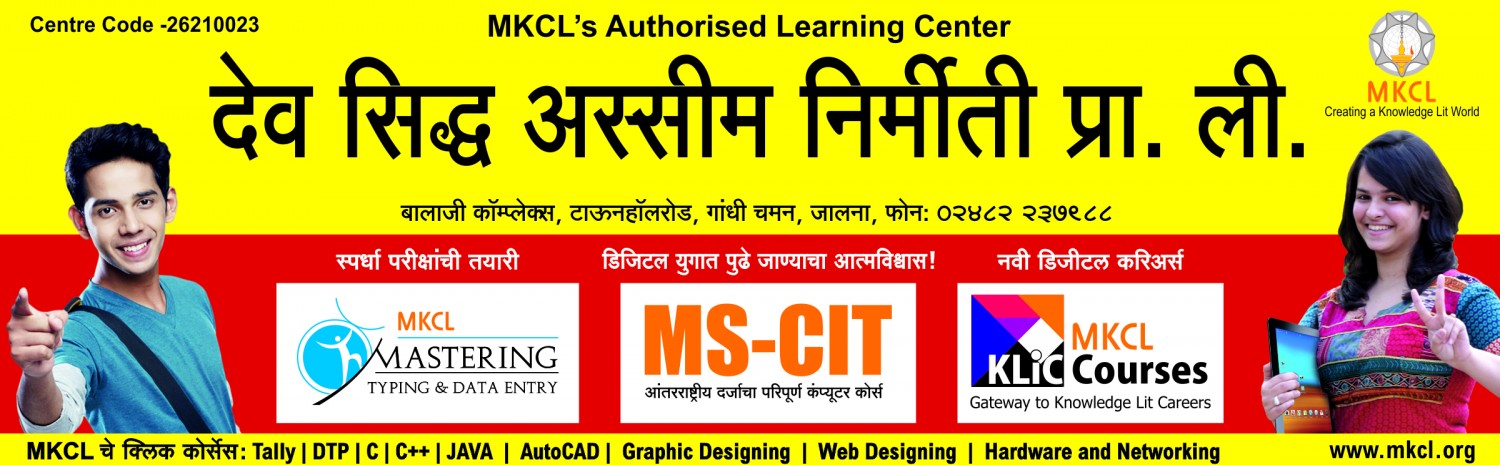 Centre Code -26210023
MKCL's Authorised Learning Center
MKCL
Creating a Knowledge Lit World
देव सिद्ध अस्सीम निर्मीती प्रा. ली.
बालाजी कॉम्प्लेक्स, टाऊनहॉलरोड, गांधी चमन, जालना, फोन: ०२४८२ २३७९८८
स्पर्धा परीक्षांची तयारी
MKCL
MASTERING
TYPING & DATA ENTRY
डिजिटल युगात पुढे जाण्याचा आत्मविश्वास!
MS-CIT
आंतरराष्ट्रीय दर्जाचा परिपूर्ण कंप्यूटर कोर्स
नवी डिजीटल करिअर्स
MKCL
KLiC Courses
Gateway to Knowledge Lit Careers
MKCL चे क्लिक कोर्सेस: Tally | DTP | C | C++ | JAVA | AutoCAD | Graphic Designing | Web Designing | Hardware and Networking
www.mkcl.org